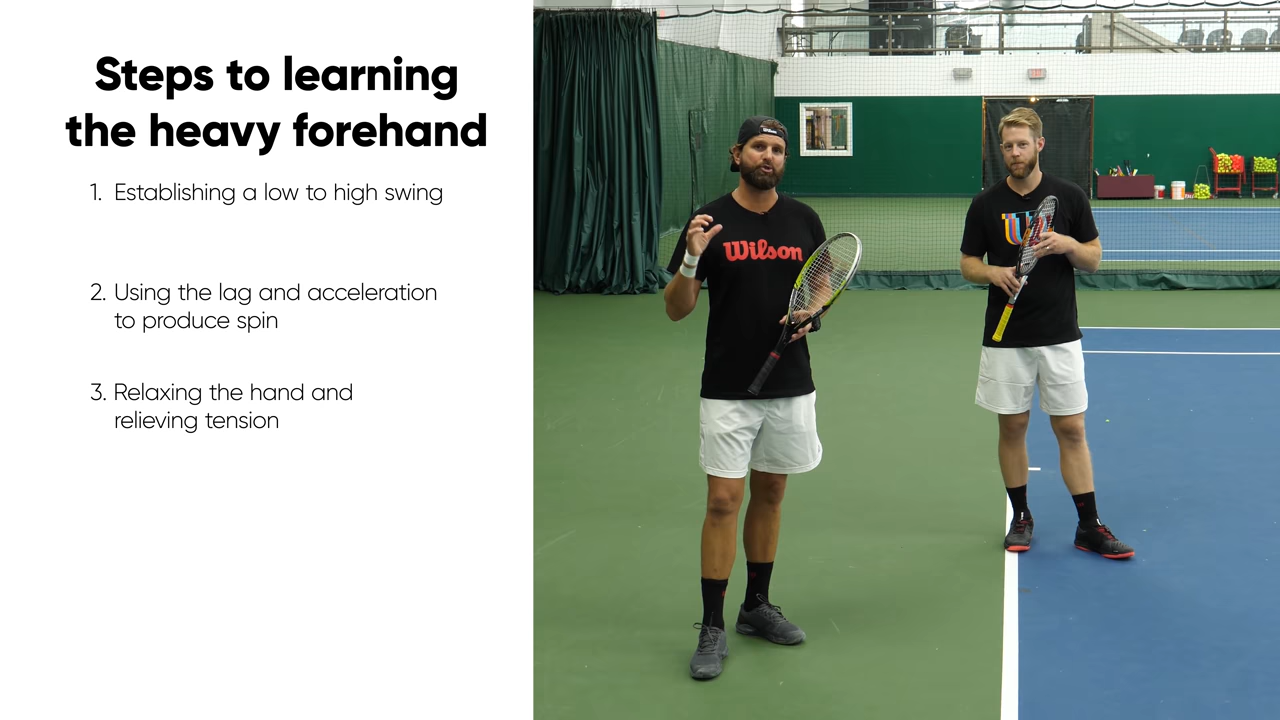 Steps to learning
the heavy forehand
1. Establishing a low to high swing
2. Using the lag and acceleration
to produce spin
3. Relaxing the hand and
relieving tension
Wilson
Wilson